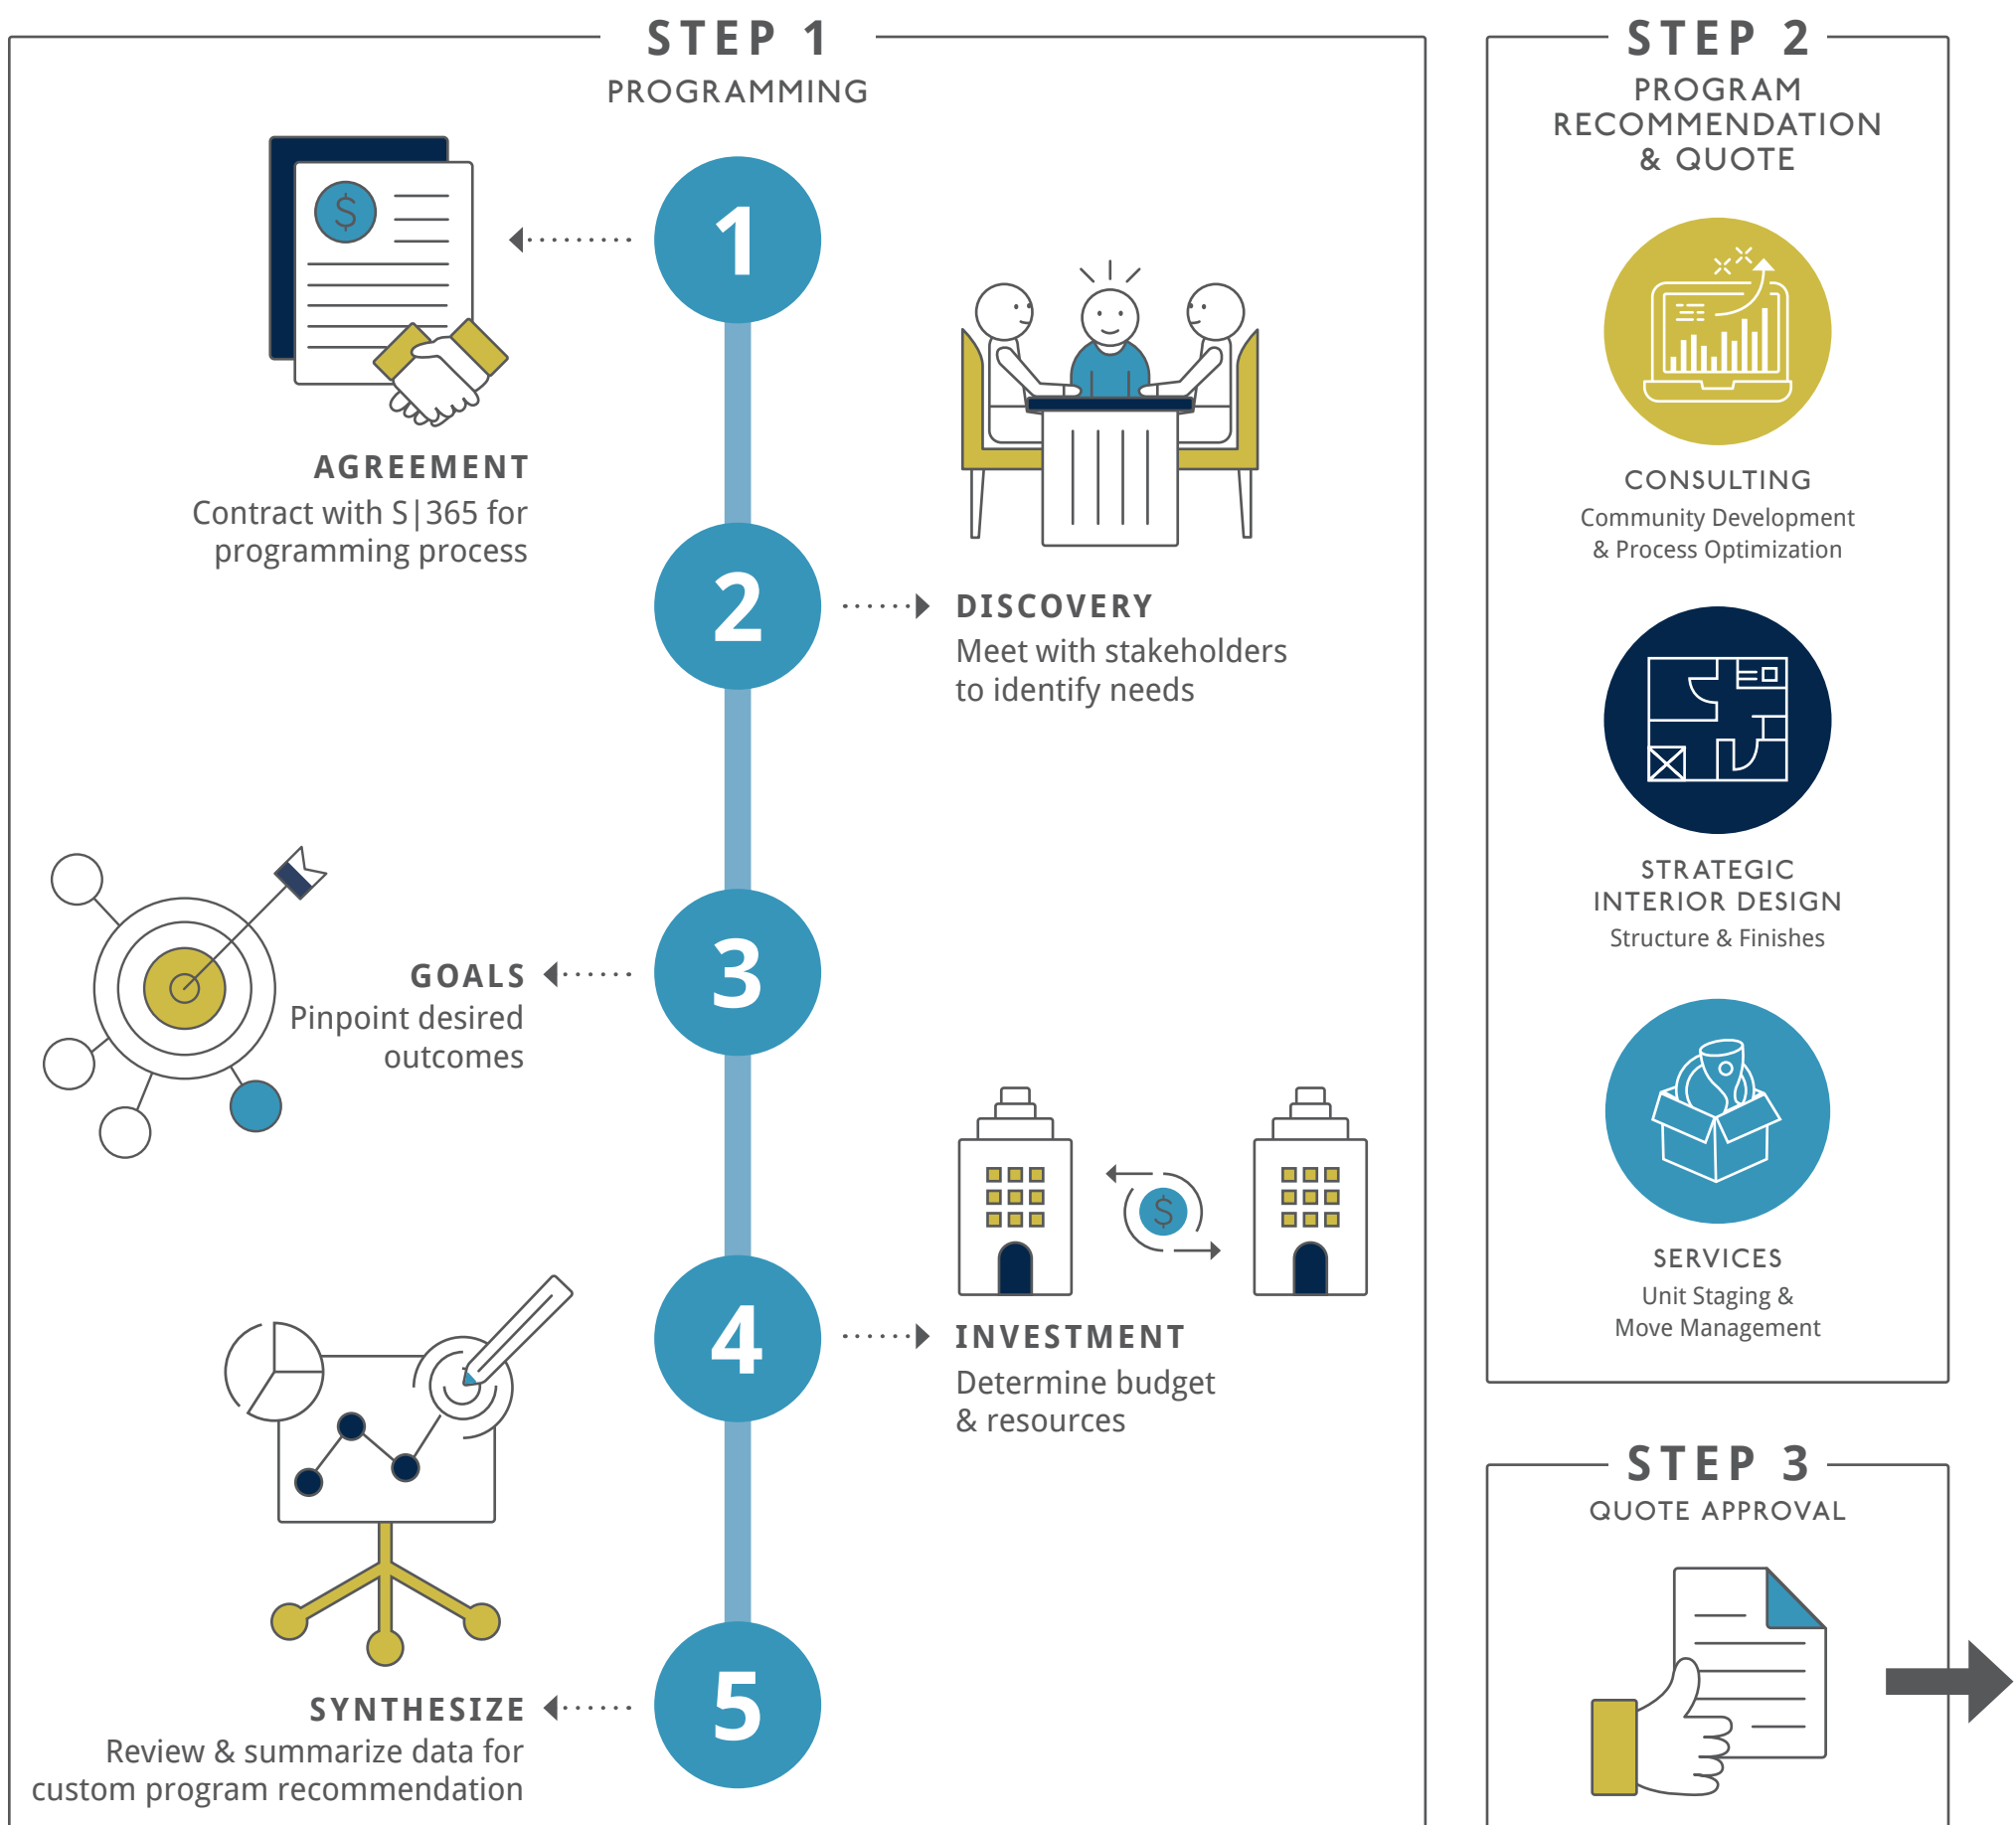 STEP 1
PROGRAMMING
1
$
AGREEMENT
Contract with S|365 for
programming process
2
DISCOVERY
Meet with stakeholders
to identify needs
3
GOALS
Pinpoint desired
outcomes
4
$
INVESTMENT
Determine budget
& resources
5
SYNTHESIZE
Review & summarize data for
custom program recommendation
STEP 2
PROGRAM
RECOMMENDATION
& QUOTE
CONSULTING
Community Development
& Process Optimization
STRATEGIC
INTERIOR DESIGN
Structure & Finishes
SERVICES
Unit Staging &
Move Management
STEP 3
QUOTE APPROVAL